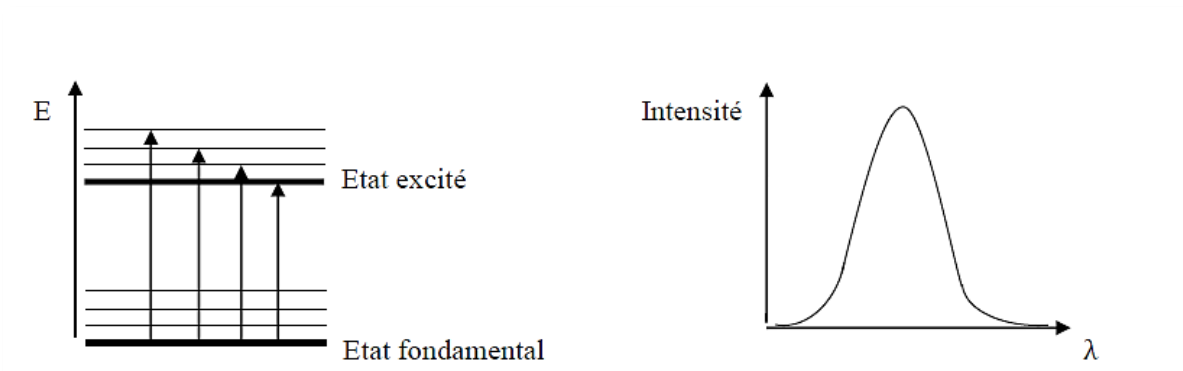 E
Etat excité
Etat fondamental
Intensité
λ